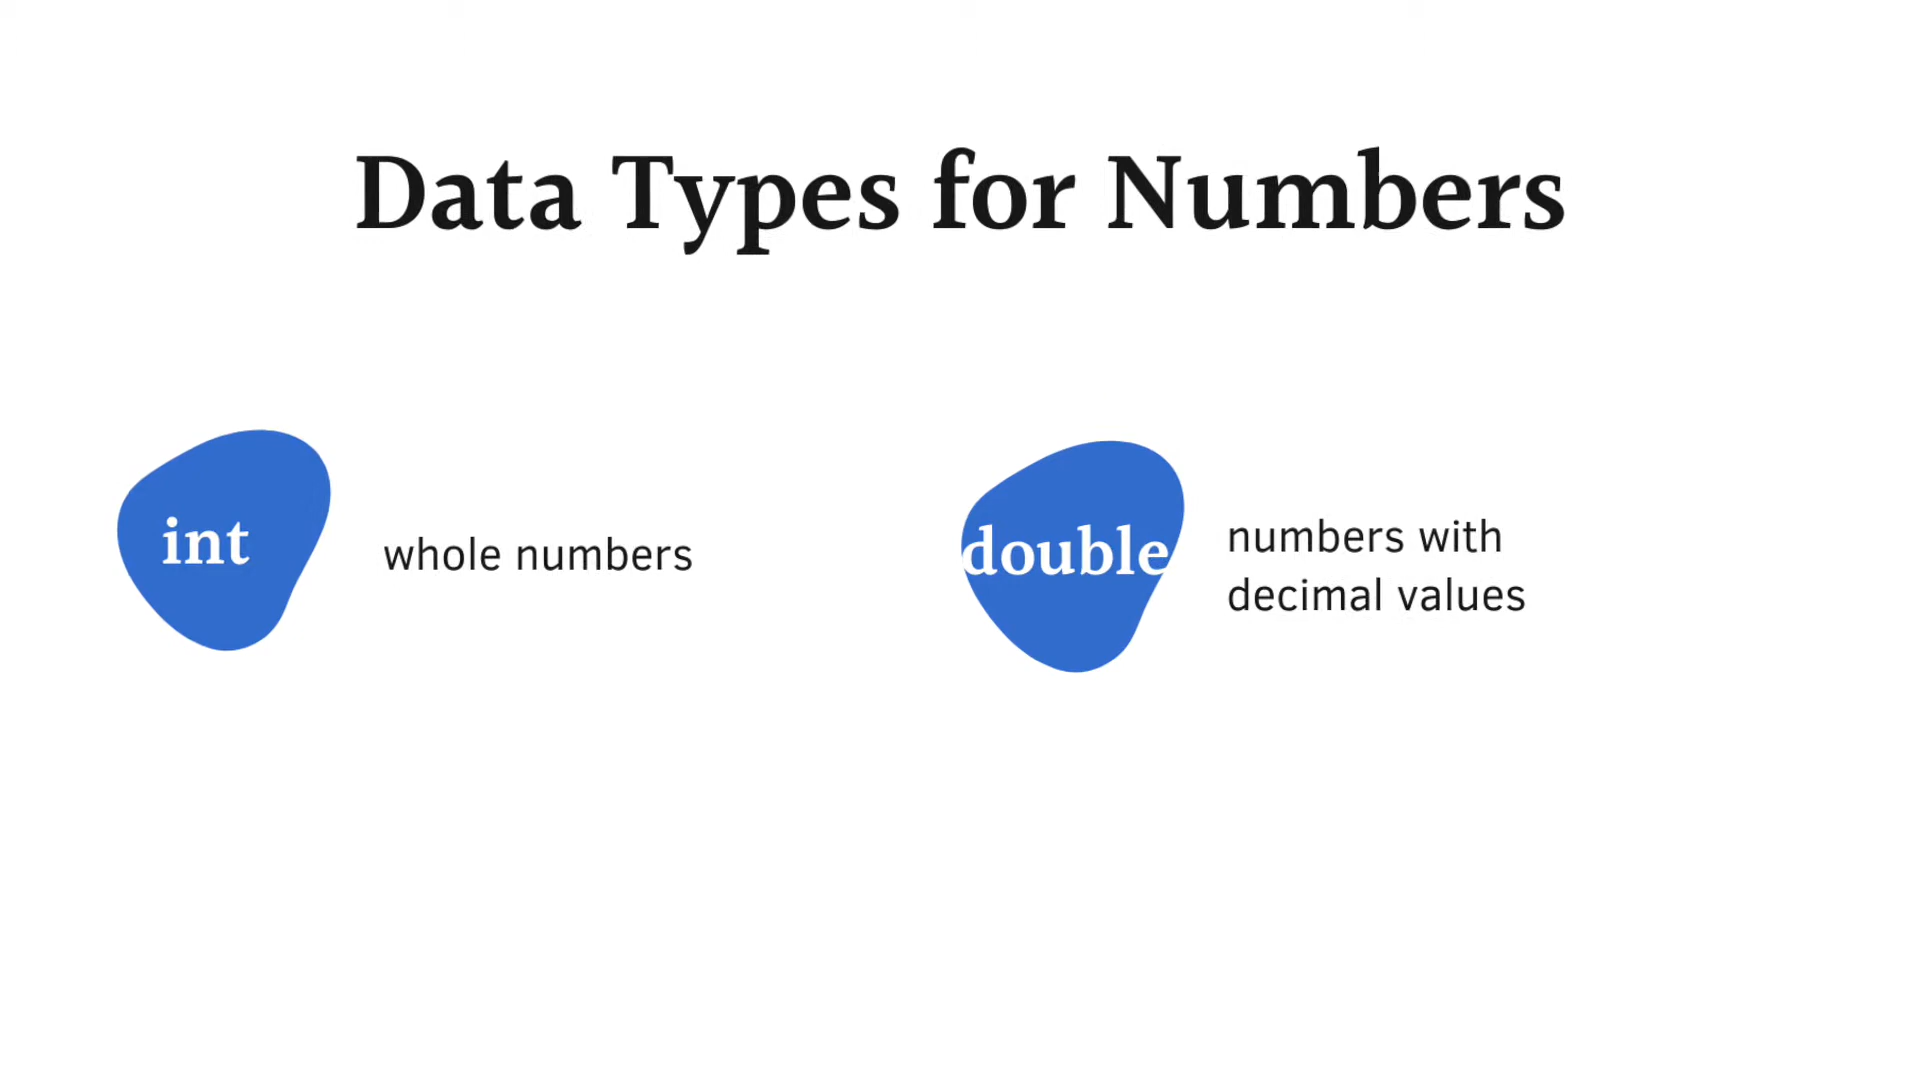 Data Types for Numbers
int
whole numbers
double
numbers with
decimal values